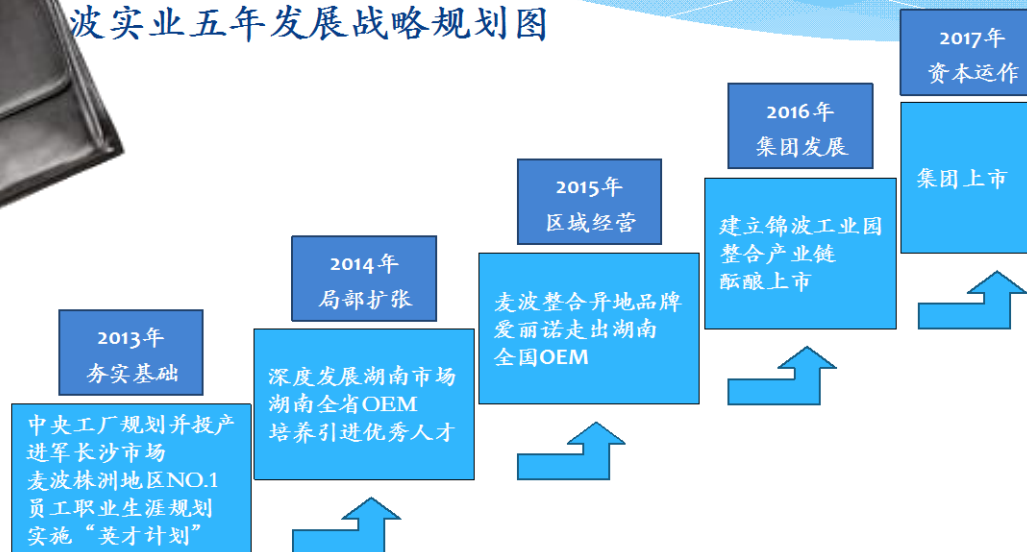 波实业五年发展战略规划图
2013年
夯实基础
中央工厂规划并投产
进军长沙市场
麦波株洲地区NO.1
员工职业生涯规划
实施“英才计划”
2014年
局部扩张
深度发展湖南市场
湖南全省OEM
培养引进优秀人才
2015年
区域经营
麦波整合异地品牌
爱丽诺走出湖南
全国OEM
2016年
集团发展
建立锦波工业园
整合产业链
酝酿上市
2017年
资本运作
集团上市